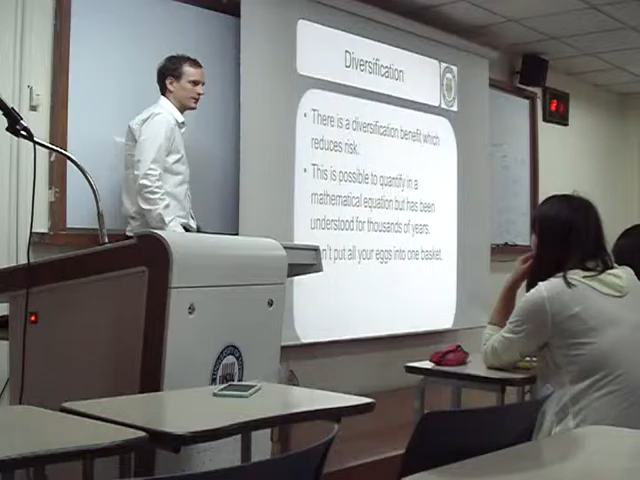 Diversification
• There is a diversification benefit which
reduces risk.
• This is possible to quantify in a
mathematical equation but has been
understood for thousands of years.
n't put all your eggs into one basket.